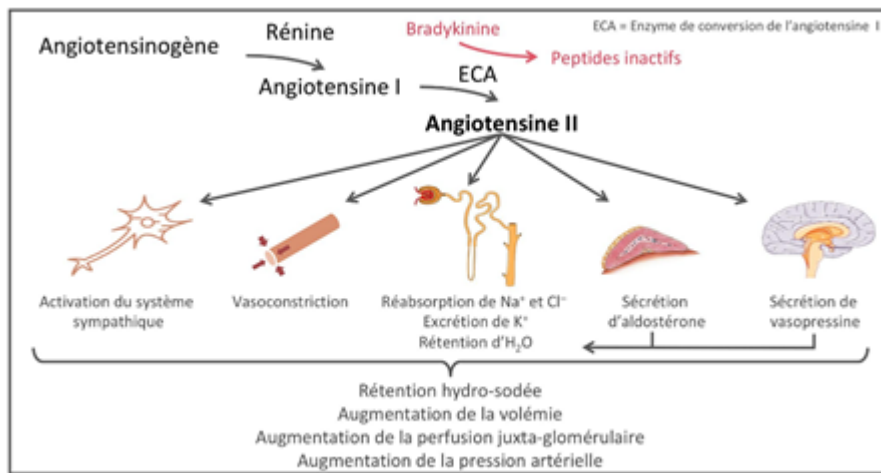 Angiotensinogène
Rénine
Bradykinine
ECA = Enzyme de conversion de l'angiotensine I
Peptides inactifs
Angiotensine I
ECA
Angiotensine II
Activation du système
sympathique
Vasoconstriction
Réabsorption de Na⁺ et Cl⁻
Excrétion de K⁺
Rétention d'H₂O
Sécrétion
d'aldostérone
Sécrétion de
vasopressine
Rétention hydro-sodée
Augmentation de la volémie
Augmentation de la perfusion juxta-glomérulaire
Augmentation de la pression artérielle